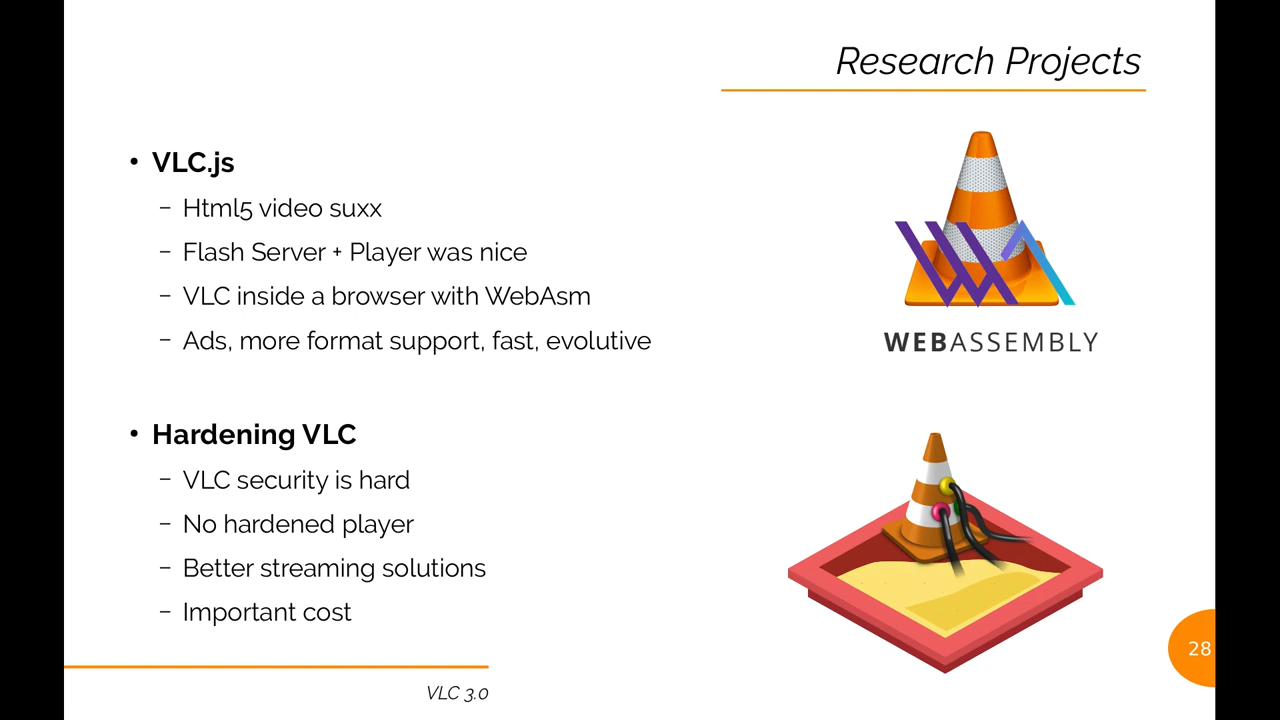 Research Projects
• VLC.js
– Html5 video suxx
– Flash Server + Player was nice
– VLC inside a browser with WebAsm
– Ads, more format support, fast, evolutive
WEBASSEMBLY
• Hardening VLC
– VLC security is hard
– No hardened player
– Better streaming solutions
– Important cost
28
VLC 3.0